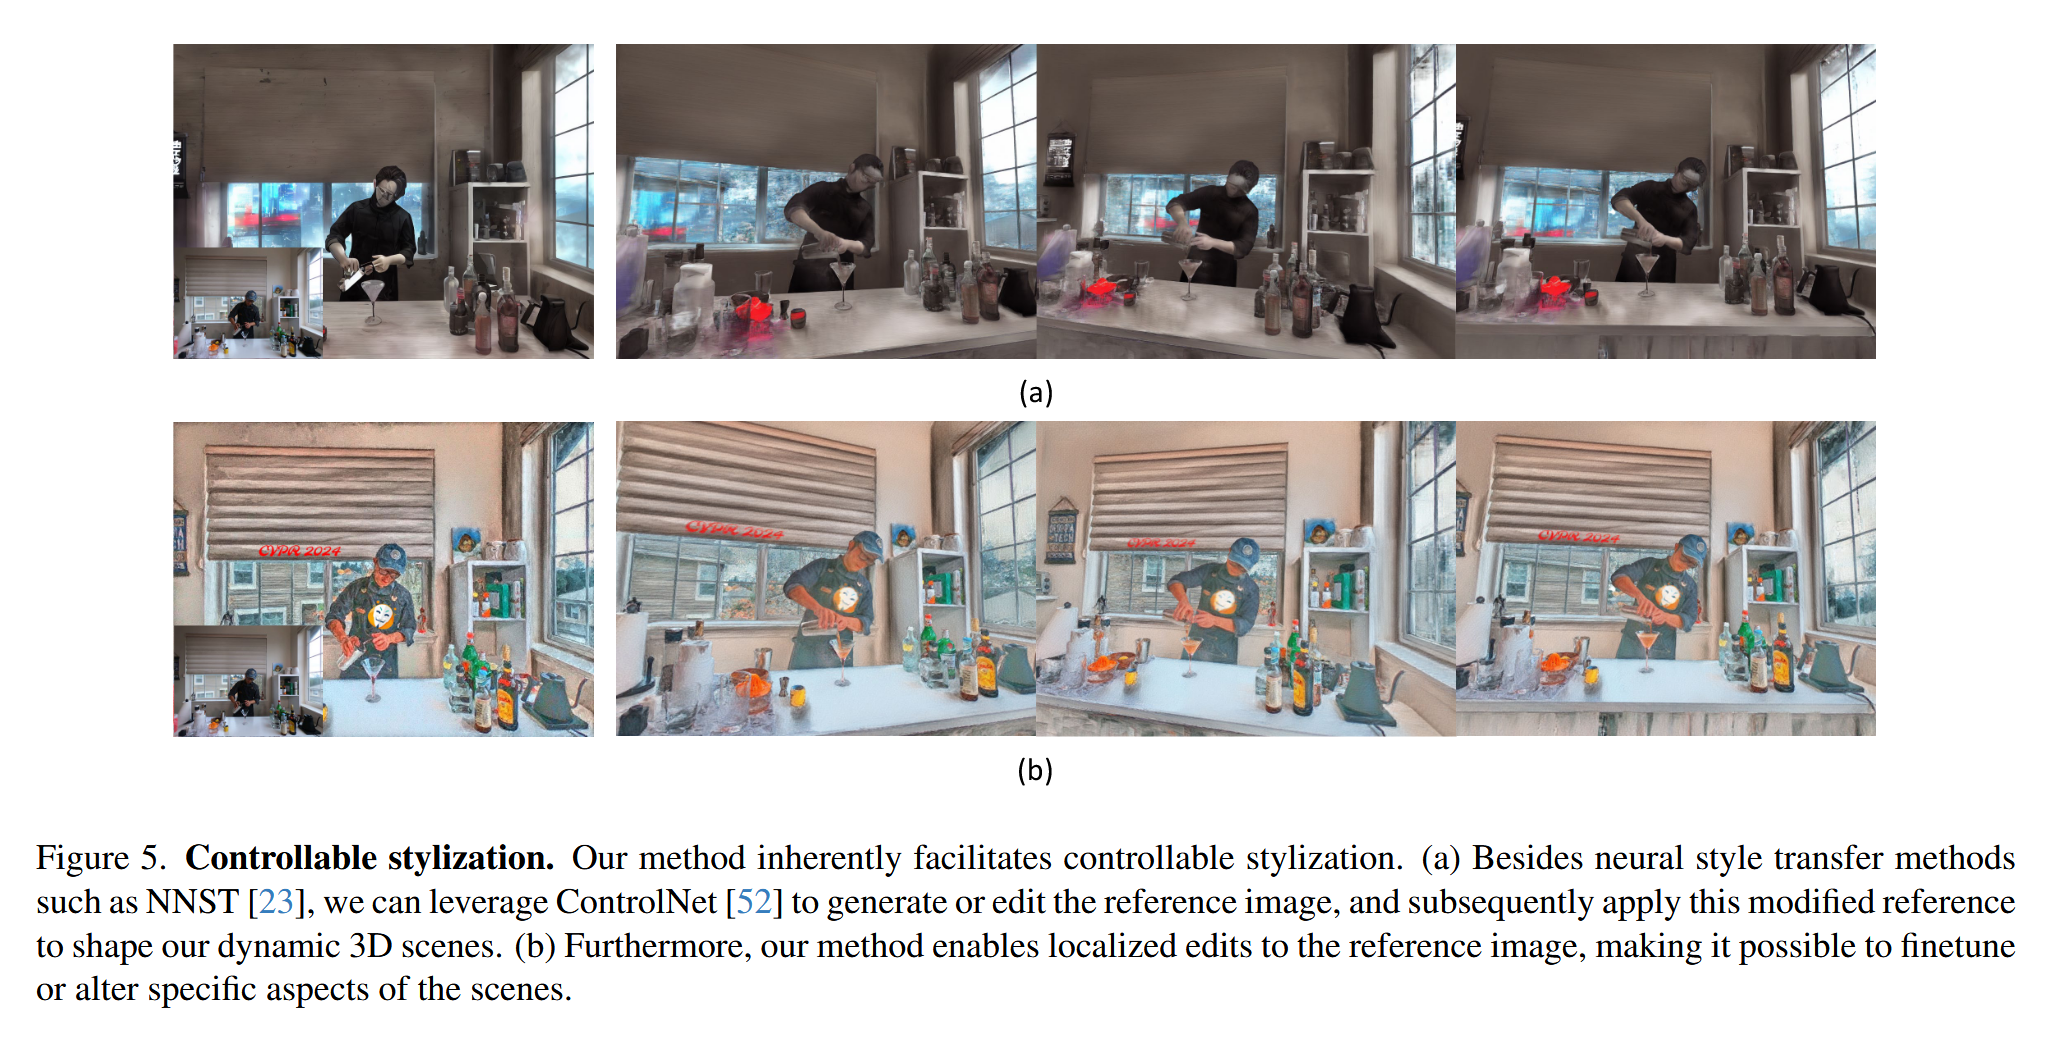 (a)
CVPR 2024
CVPR 2024
CVPR 2024
CVPR 2024
(b)
Figure 5. Controllable stylization. Our method inherently facilitates controllable stylization. (a) Besides neural style transfer methods
such as NNST [23], we can leverage ControlNet [52] to generate or edit the reference image, and subsequently apply this modified reference
to shape our dynamic 3D scenes. (b) Furthermore, our method enables localized edits to the reference image, making it possible to finetune
or alter specific aspects of the scenes.